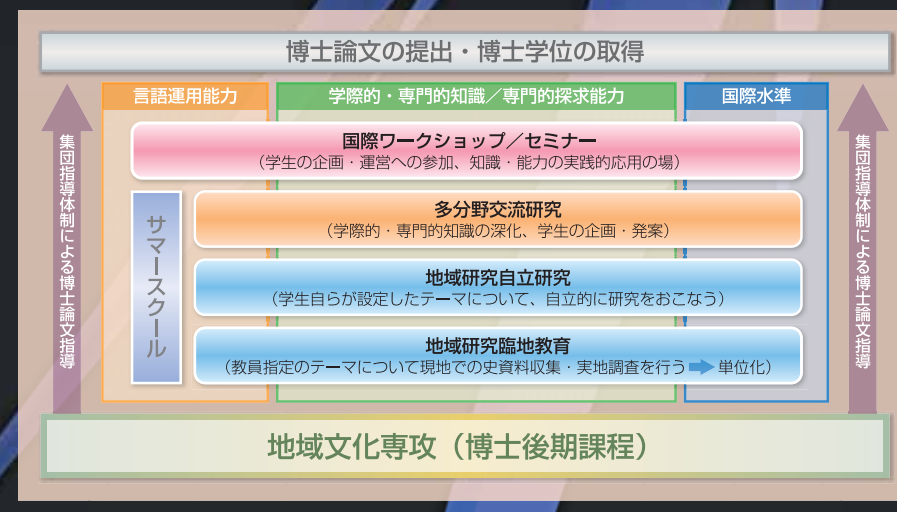 博士論文の提出・博士学位の取得
言語運用能力
学際的・専門的知識／専門的探求能力
国際水準
集団指導体制による博士論文指導
国際ワークショップ／セミナー
（学生の企画・運営への参加、知識・能力の実践的応用の場）
サマースクール
多分野交流研究
（学際的・専門的知識の深化、学生の企画・発案）
地域研究自立研究
（学生自らが設定したテーマについて、自立的に研究をおこなう）
地域研究臨地教育
（教員指定のテーマについて現地での史資料収集・実地調査を行う➡単位化）
集団指導体制による博士論文指導
地域文化専攻（博士後期課程）